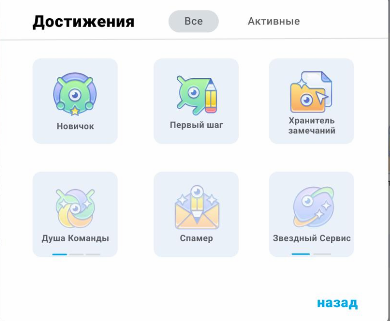 Достижения
Все
Активные
Новичок
Первый шаг
Хранитель
замечаний
Душа Команды
Спамер
Звездный Сервис
назад